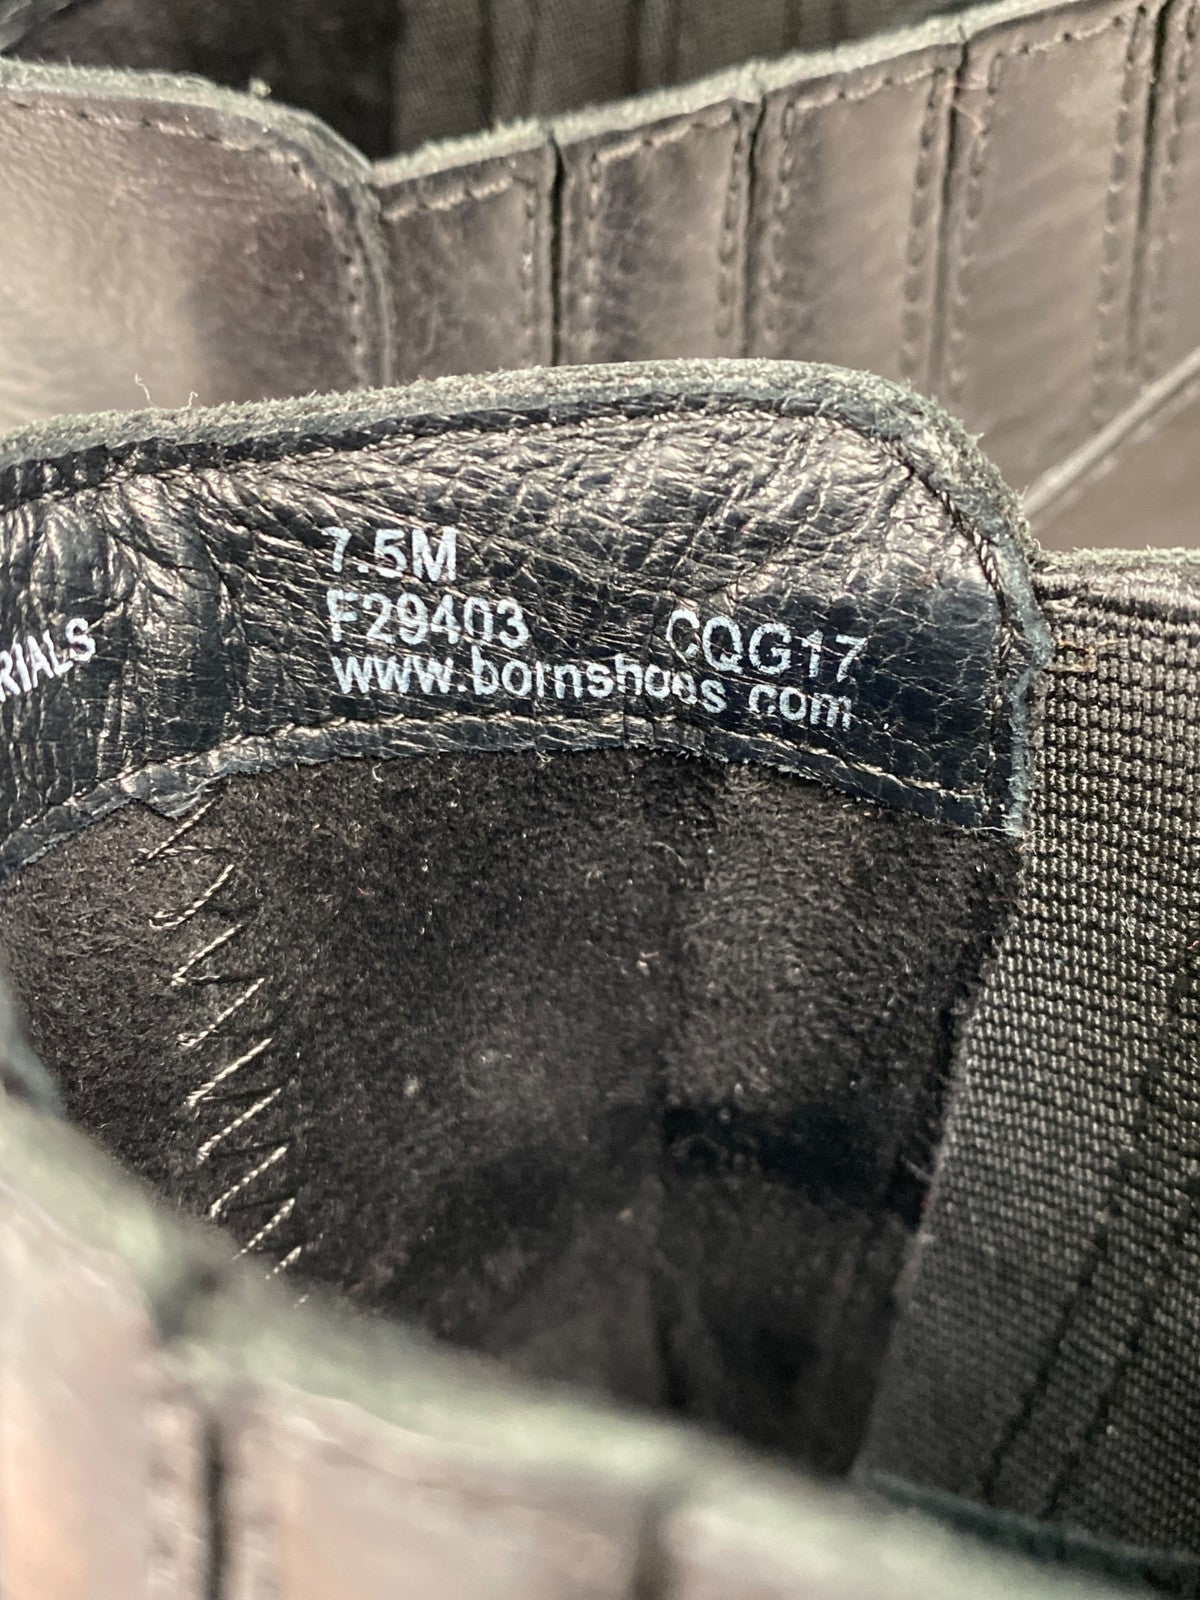 7.5M
F29403 CQG17
www.bornshoes.com
RIALS